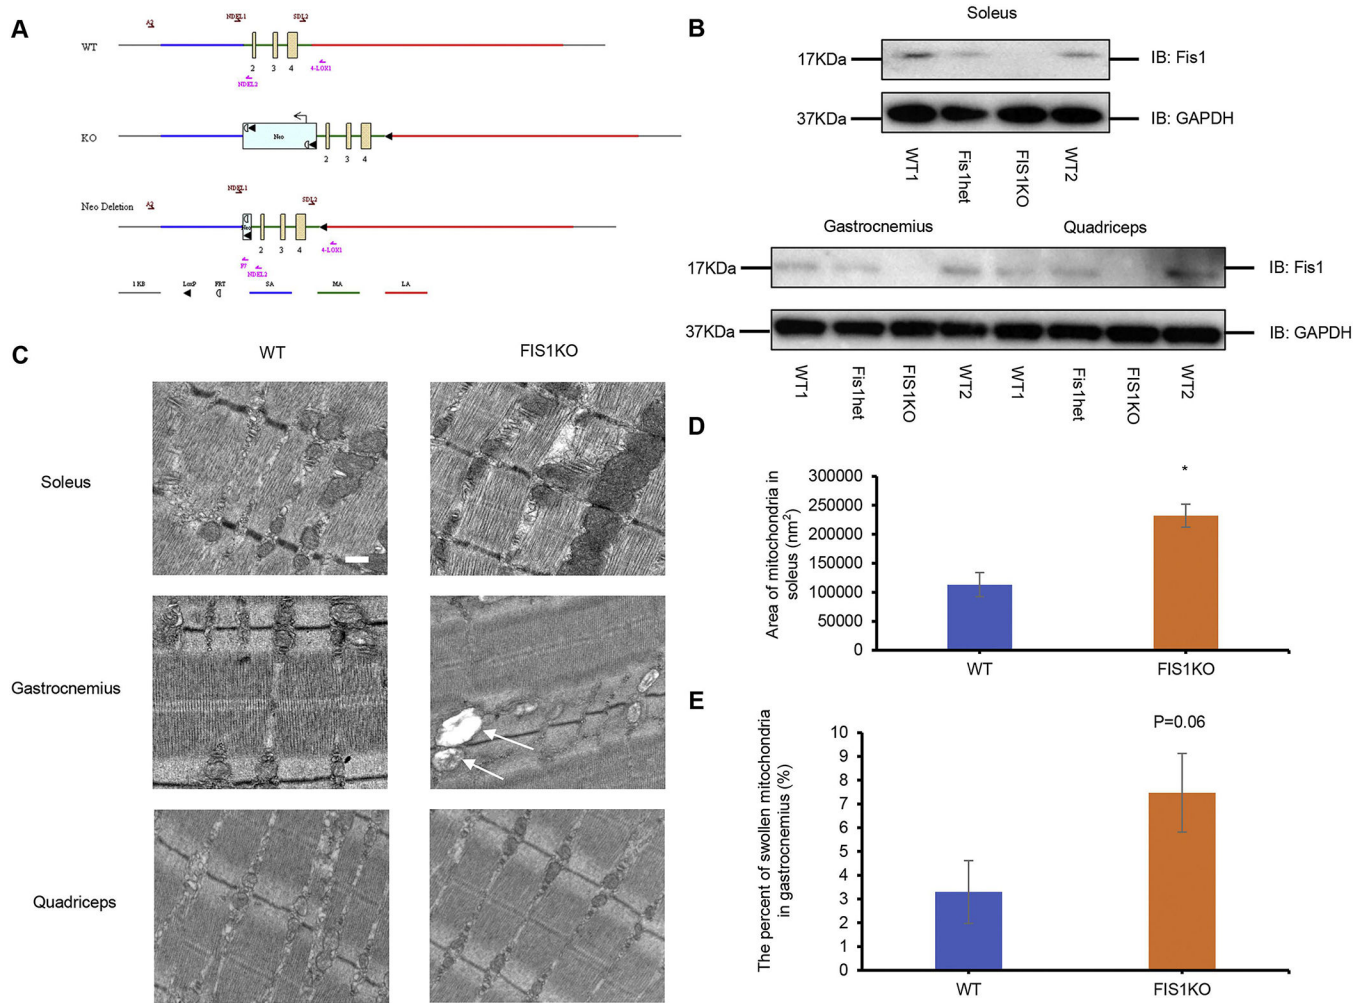 A
A2
NDEL1
SDL2
WT
2
3
4
NDEL2
4-LOX1
KO
Neo
2
3
4
Neo Deletion
A2
NDEL1
SDL2
Neo
2
3
4
F7
NDEL2
4-LOX1
1 KB
LoxP
FRT
SA
MA
LA
B
Soleus
17KDa
IB: Fis1
37KDa
IB: GAPDH
WT1
Fis1het
FIS1KO
WT2
Gastrocnemius
Quadriceps
17KDa
IB: Fis1
37KDa
IB: GAPDH
WT1
Fis1het
FIS1KO
WT2
WT1
Fis1het
FIS1KO
WT2
C
WT
FIS1KO
Soleus
Gastrocnemius
Quadriceps
D
Area of mitochondria in
soleus (nm²)
300000
250000
200000
150000
100000
50000
0
*
WT
FIS1KO
E
The percent of swollen mitochondria
in gastrocnemius (%)
10
9
8
7
6
5
4
3
2
1
0
P=0.06
WT
FIS1KO